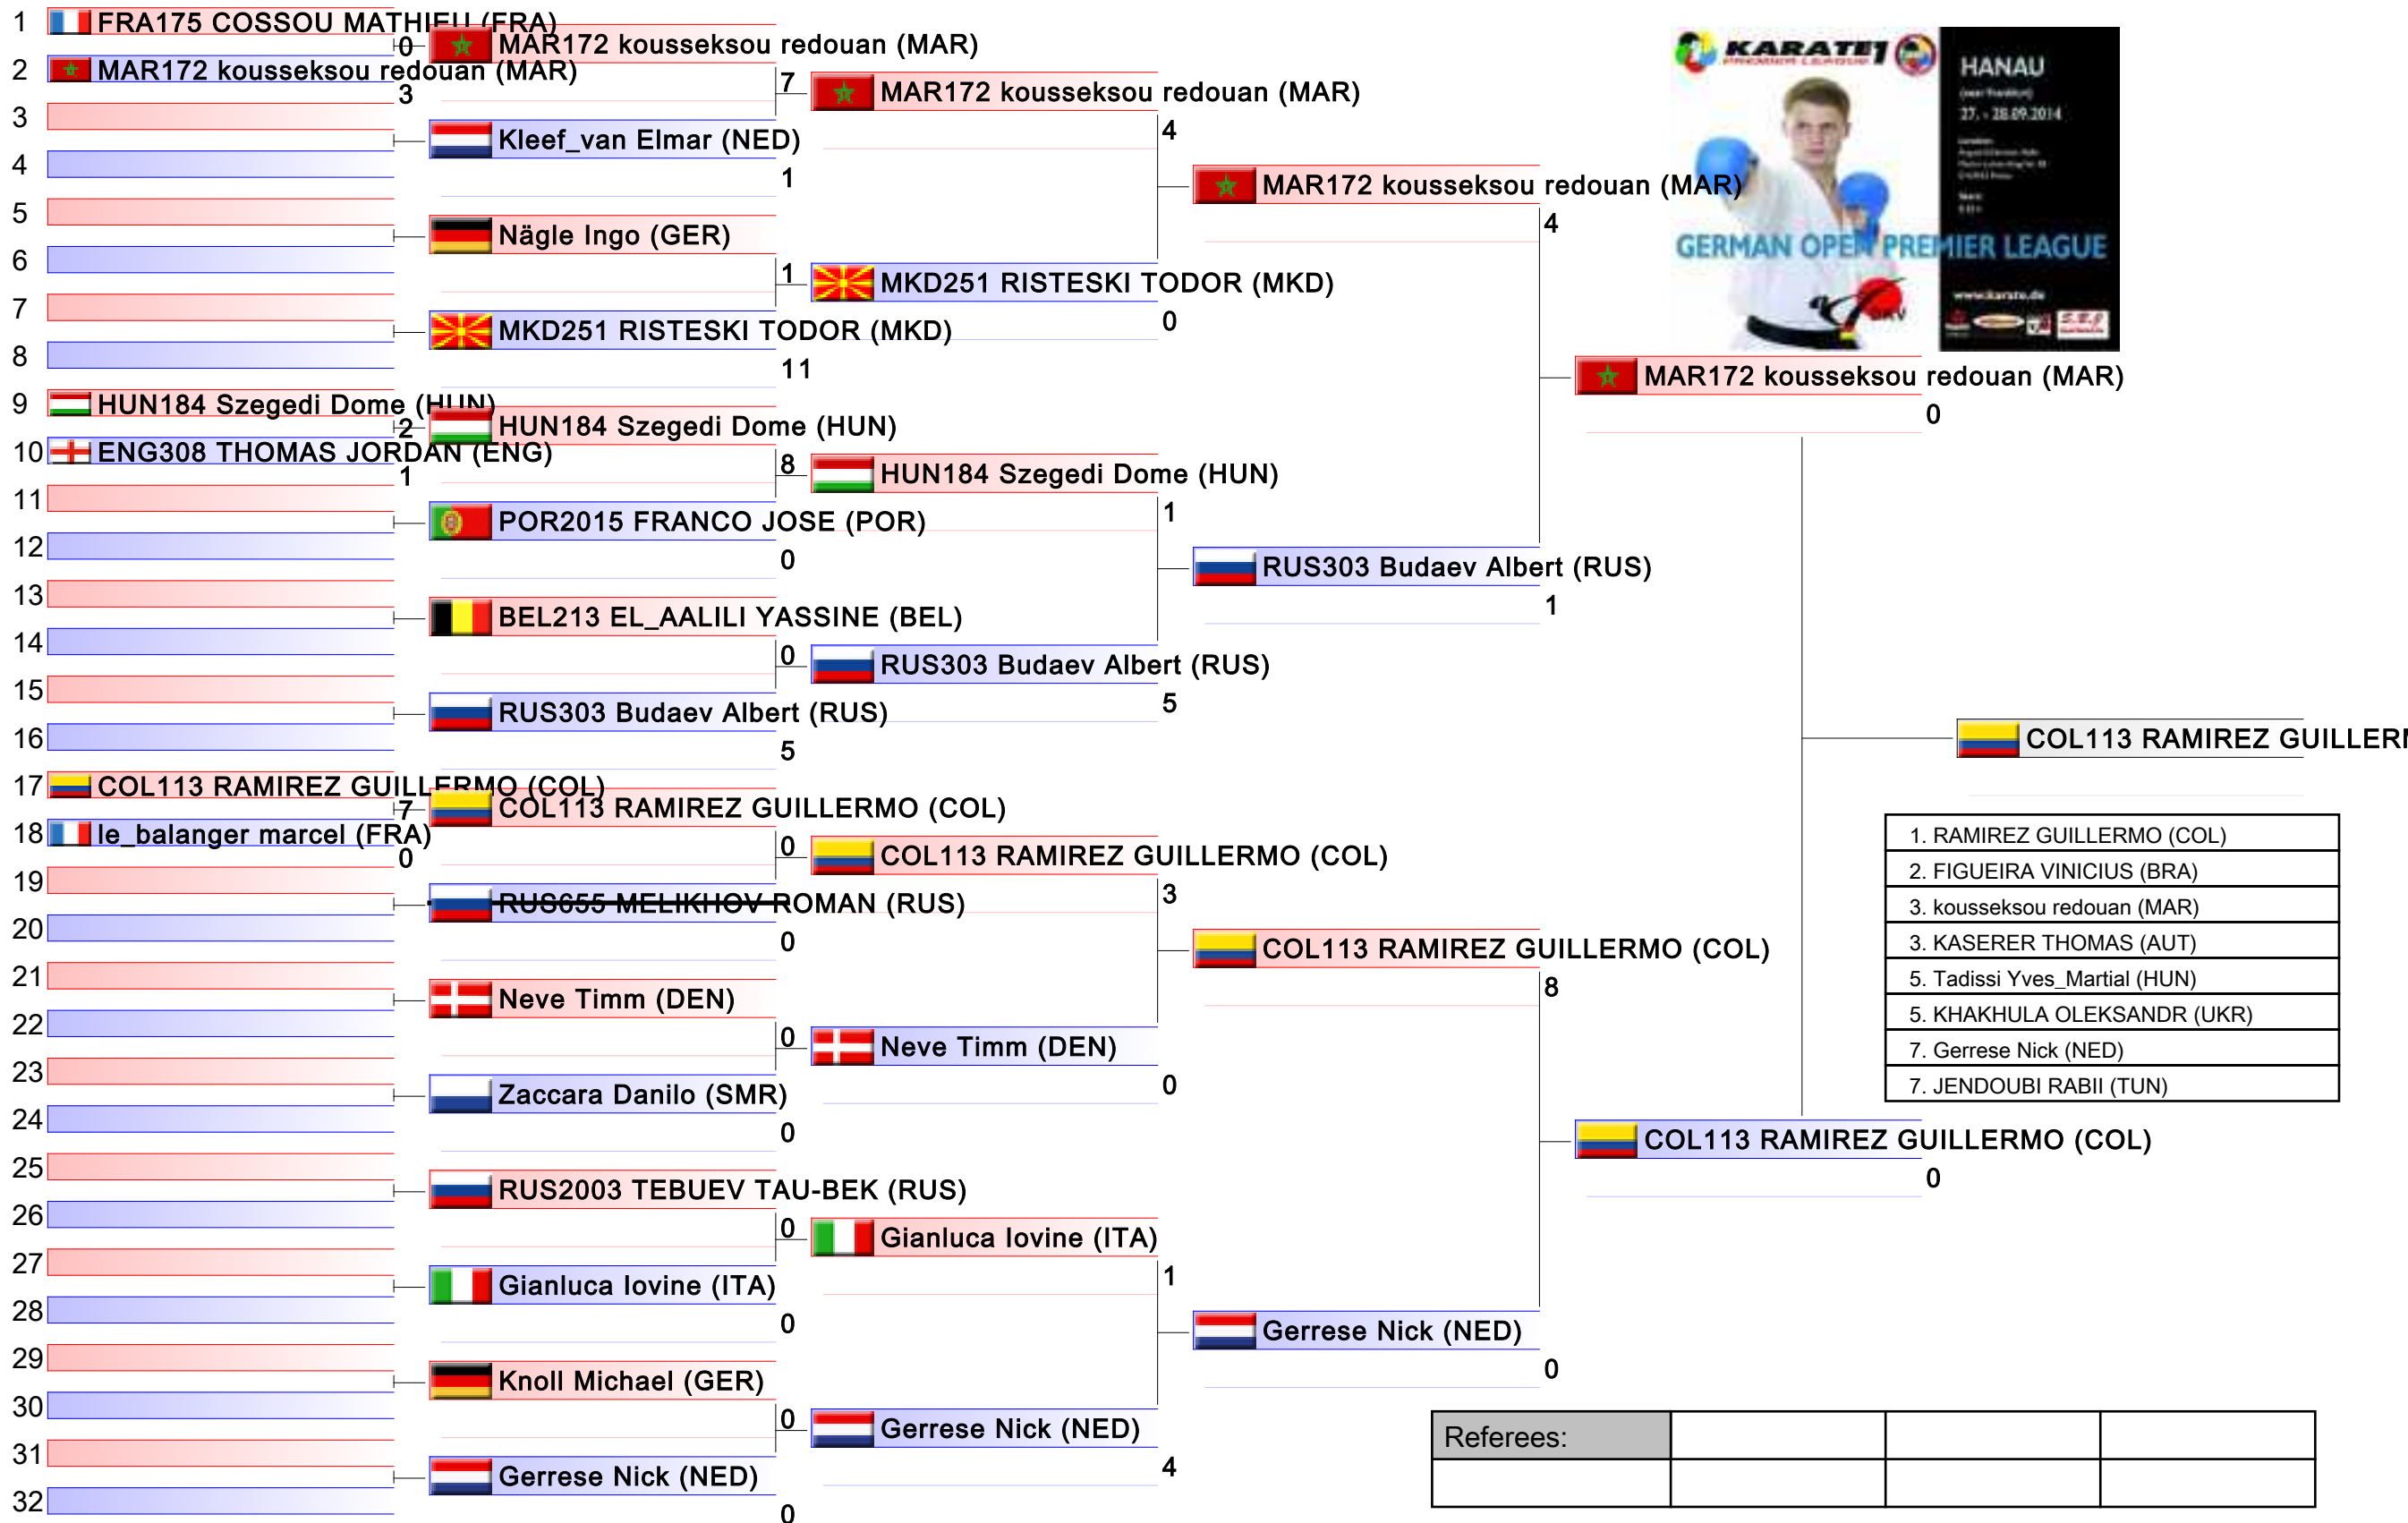 1 FRA175 COSSOU MATHIEU (FRA)
0
2 MAR172 kousseksou redouan (MAR)
3
3
4
5
6
7
8
9 HUN184 Szegedi Dome (HUN)
2
10 ENG308 THOMAS JORDAN (ENG)
1
11
12
13
14
15
16
17 COL113 RAMIREZ GUILLERMO (COL)
7
18 le_balanger marcel (FRA)
0
19
20
21
22
23
24
25
26
27
28
29
30
31
32
MAR172 kousseksou redouan (MAR)
7
Kleef_van Elmar (NED)
1
Nägle Ingo (GER)
1
MKD251 RISTESKI TODOR (MKD)
11
HUN184 Szegedi Dome (HUN)
8
POR2015 FRANCO JOSE (POR)
0
BEL213 EL_AALILI YASSINE (BEL)
0
RUS303 Budaev Albert (RUS)
5
COL113 RAMIREZ GUILLERMO (COL)
0
RUS655 MELIKHOV ROMAN (RUS)
0
Neve Timm (DEN)
0
Zaccara Danilo (SMR)
0
RUS2003 TEBUEV TAU-BEK (RUS)
0
Gianluca Iovine (ITA)
0
Knoll Michael (GER)
0
Gerrese Nick (NED)
0
MAR172 kousseksou redouan (MAR)
4
MKD251 RISTESKI TODOR (MKD)
0
HUN184 Szegedi Dome (HUN)
1
RUS303 Budaev Albert (RUS)
5
COL113 RAMIREZ GUILLERMO (COL)
3
Neve Timm (DEN)
0
Gianluca Iovine (ITA)
1
Gerrese Nick (NED)
4
MAR172 kousseksou redouan (MAR)
4
RUS303 Budaev Albert (RUS)
1
COL113 RAMIREZ GUILLERMO (COL)
8
Gerrese Nick (NED)
0
KARATE1
PREMIER LEAGUE
HANAU
27. - 28.09.2014
GERMAN OPEN PREMIER LEAGUE
www.karate.de
MAR172 kousseksou redouan (MAR)
0
COL113 RAMIREZ GUILLERMO (COL)
0
COL113 RAMIREZ GUILLER
1. RAMIREZ GUILLERMO (COL)
2. FIGUEIRA VINICIUS (BRA)
3. kousseksou redouan (MAR)
3. KASERER THOMAS (AUT)
5. Tadissi Yves_Martial (HUN)
5. KHAKHULA OLEKSANDR (UKR)
7. Gerrese Nick (NED)
7. JENDOUBI RABII (TUN)
Referees: